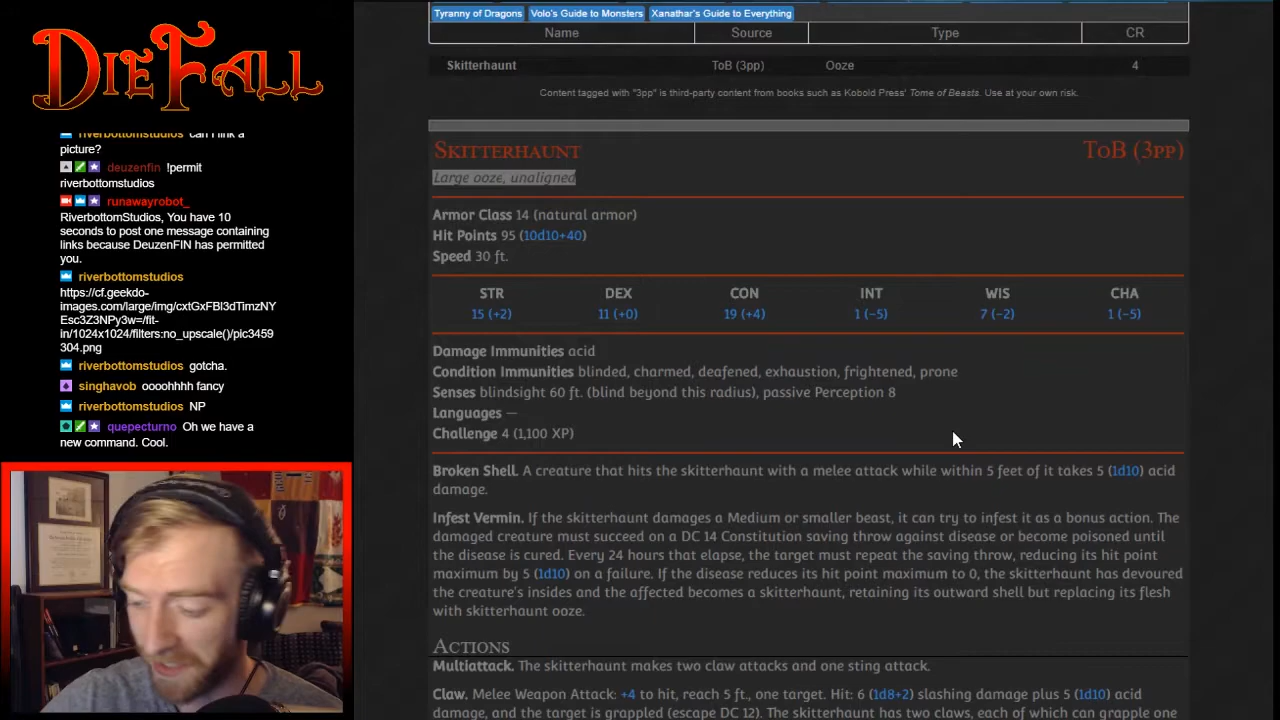 DIEFALL
riverbottomstudios can I link a
picture?
deuzenfin !permit
riverbottomstudios
runawayrobot_
RiverbottomStudios, You have 10
seconds to post one message containing
links because DeuzenFIN has permitted
you.
riverbottomstudios
https://cf.geekdo-
images.com/large/img/cxtGxFBl3dTimzNY
Esc3Z3NPy3w=/fit-
in/1024x1024/filters:no_upscale()/pic3459
304.png
riverbottomstudios gotcha.
singhavob oooohhhh fancy
riverbottomstudios NP
quepecturno Oh we have a
new command. Cool.
Tyranny of Dragons Volo's Guide to Monsters Xanathar's Guide to Everything
Name Source Type CR
Skitterhaunt ToB (3pp) Ooze 4
Content tagged with "3pp" is third-party content from books such as Kobold Press' Tome of Beasts. Use at your own risk.
SKITTERHAUNT TOB (3PP)
Large ooze, unaligned
Armor Class 14 (natural armor)
Hit Points 95 (10d10+40)
Speed 30 ft.
STR DEX CON INT WIS CHA
15 (+2) 11 (+0) 19 (+4) 1 (−5) 7 (−2) 1 (−5)
Damage Immunities acid
Condition Immunities blinded, charmed, deafened, exhaustion, frightened, prone
Senses blindsight 60 ft. (blind beyond this radius), passive Perception 8
Languages —
Challenge 4 (1,100 XP)
Broken Shell. A creature that hits the skitterhaunt with a melee attack while within 5 feet of it takes 5 (1d10) acid
damage.
Infest Vermin. If the skitterhaunt damages a Medium or smaller beast, it can try to infest it as a bonus action. The
damaged creature must succeed on a DC 14 Constitution saving throw against disease or become poisoned until
the disease is cured. Every 24 hours that elapse, the target must repeat the saving throw, reducing its hit point
maximum by 5 (1d10) on a failure. If the disease reduces its hit point maximum to 0, the skitterhaunt has devoured
the creature's insides and the affected becomes a skitterhaunt, retaining its outward shell but replacing its flesh
with skitterhaunt ooze.
ACTIONS
Multiattack. The skitterhaunt makes two claw attacks and one sting attack.
Claw. Melee Weapon Attack: +4 to hit, reach 5 ft., one target. Hit: 6 (1d8+2) slashing damage plus 5 (1d10) acid
damage, and the target is grappled (escape DC 12). The skitterhaunt has two claws, each of which can grapple one